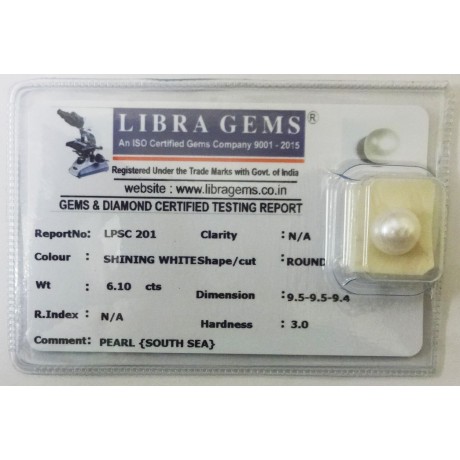 LIBRA GEMS ®
An ISO Certified Gems Company 9001 - 2015
Registered Under the Trade Marks with Govt. of India
website : www.libragems.co.in
GEMS & DIAMOND CERTIFIED TESTING REPORT
ReportNo: LPSC 201 Clarity : N/A
Colour : SHINING WHITE Shape/cut : ROUND
Wt : 6.10 cts Dimension : 9.5-9.5-9.4
R.Index : N/A Hardness : 3.0
Comment: PEARL {SOUTH SEA}